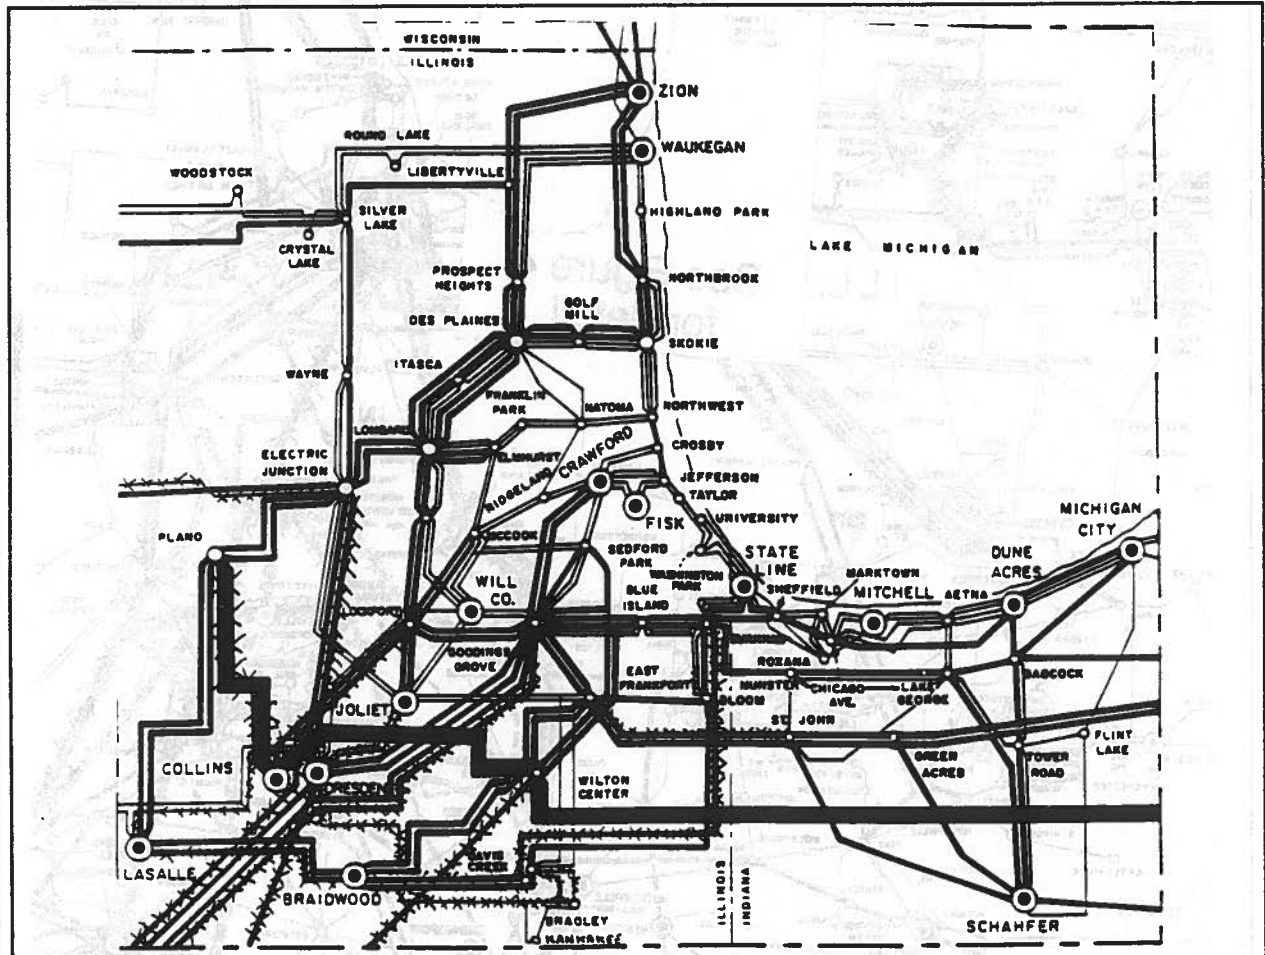 WISCONSIN
ILLINOIS
ZION
ROUND LAKE
WAUKEGAN
WOODSTOCK
LIBERTYVILLE
SILVER
LAKE
HIGHLAND PARK
CRYSTAL
LAKE
LAKE MICHIGAN
PROSPECT
HEIGHTS
NORTHBROOK
GOLF
MILL
DES PLAINES
SKOKIE
ITASCA
WAYNE
FRANKLIN
PARK
NATOMA
NORTHWEST
LOMBARD
ELMHURST
CRAWFORD
CROSBY
ELECTRIC
JUNCTION
RIDGELAND
JEFFERSON
TAYLOR
FISK
UNIVERSITY
MICHIGAN
CITY
PLANO
MCCOOK
BEDFORD
PARK
STATE
LINE
DUNE
ACRES
WASHINGTON
PARK
MARKTOWN
WILL
CO.
BLUE
ISLAND
SHEFFIELD
MITCHELL
AETNA
LOCKPORT
BURNHAM
GOODINGS
GROVE
ROXANA
EAST
FRANKFORT
MUNSTER
CHICAGO
AVE.
LAKE
GEORGE
BABCOCK
JOLIET
BLOOM
ST. JOHN
FLINT
LAKE
GREEN
ACRES
TOWER
ROAD
COLLINS
DRESDEN
WILTON
CENTER
LASALLE
DAVIS
CREEK
BRAIDWOOD
BRADLEY
KANKAKEE
ILLINOIS
INDIANA
SCHAHFER